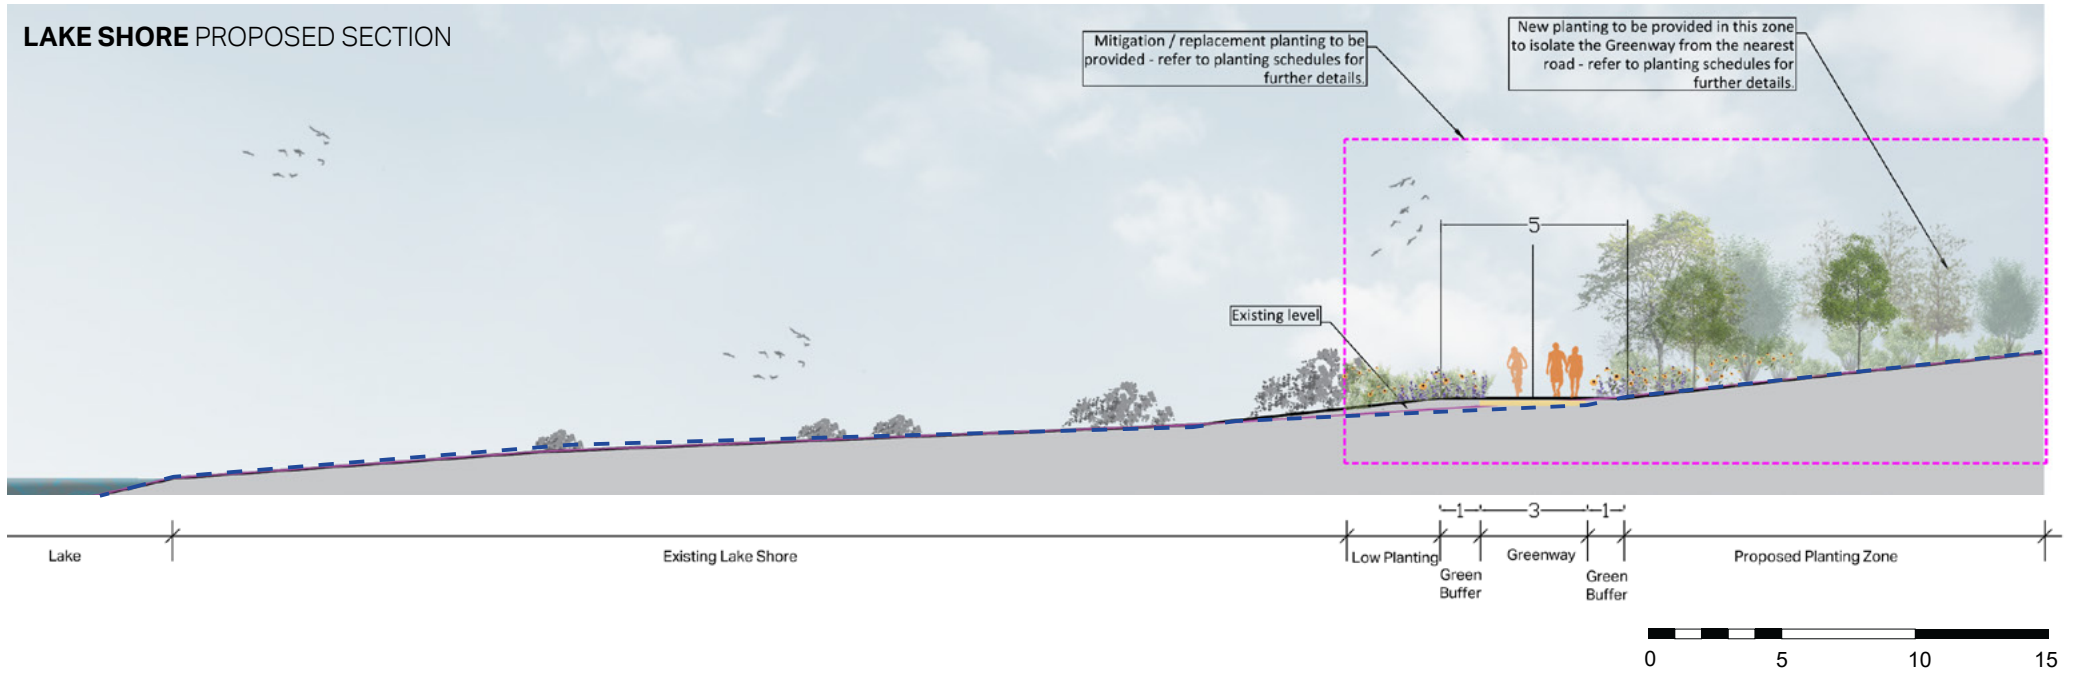 LAKE SHORE PROPOSED SECTION
Mitigation / replacement planting to be
provided - refer to planting schedules for
further details.
New planting to be provided in this zone
to isolate the Greenway from the nearest
road - refer to planting schedules for
further details.
5
Existing level
1 3 1
Lake
Existing Lake Shore
Low Planting
Green
Buffer
Greenway
Green
Buffer
Proposed Planting Zone
0 5 10 15